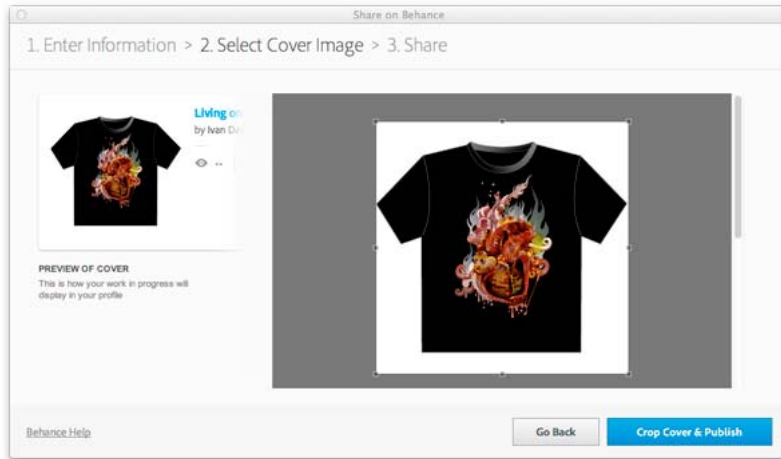 Share on Behance
1. Enter Information > 2. Select Cover Image > 3. Share
Living on
by Ivan
PREVIEW OF COVER
This is how your work in progress will
display in your profile
Behance Help
Go Back
Crop Cover & Publish